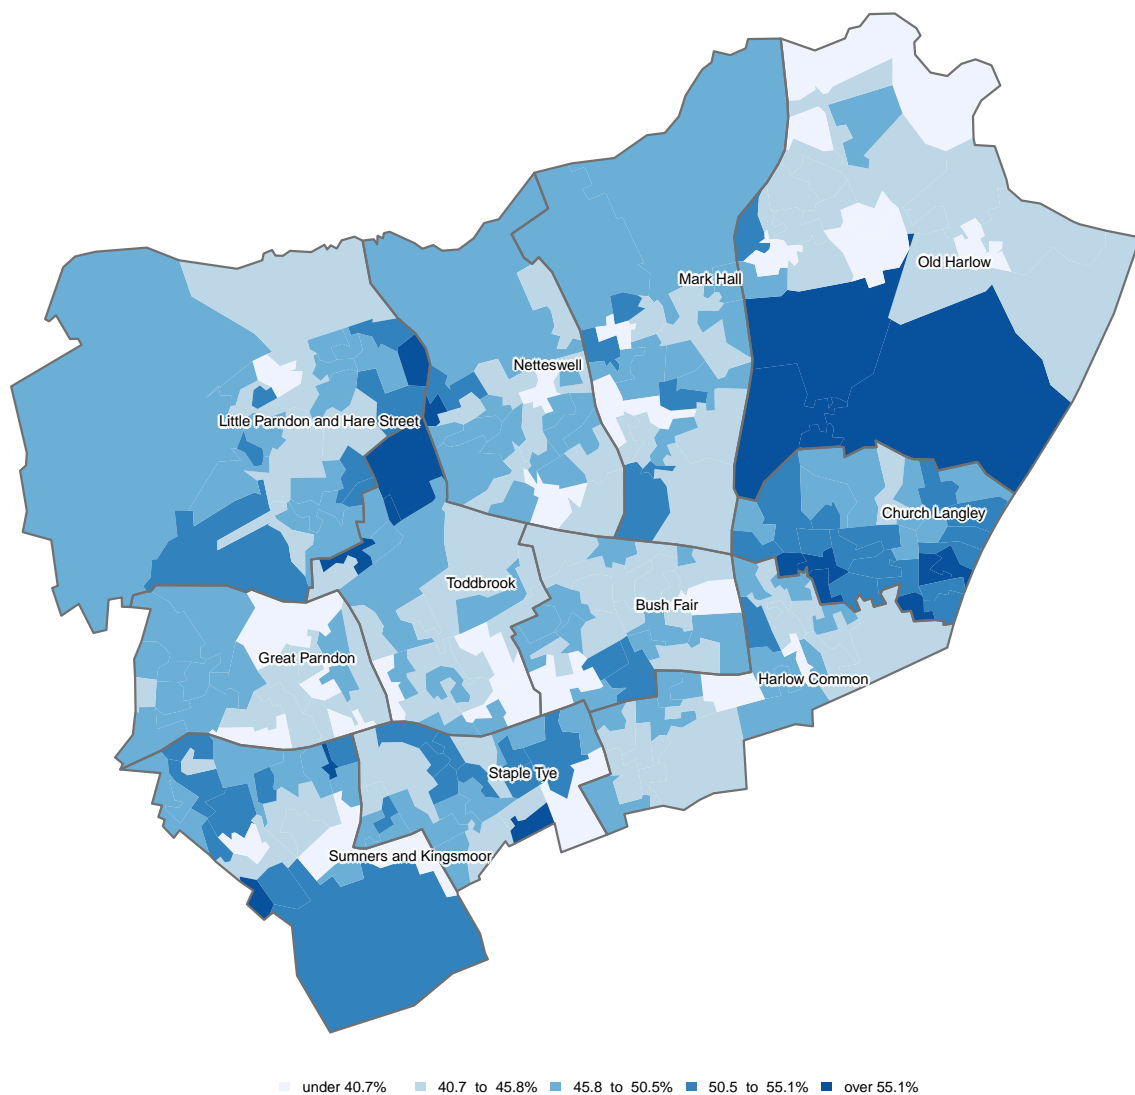 Old Harlow
Mark Hall
Netteswell
Little Parndon and Hare Street
Church Langley
Toddbrook
Bush Fair
Great Parndon
Harlow Common
Staple Tye
Sumners and Kingsmoor
under 40.7% 40.7 to 45.8% 45.8 to 50.5% 50.5 to 55.1% over 55.1%